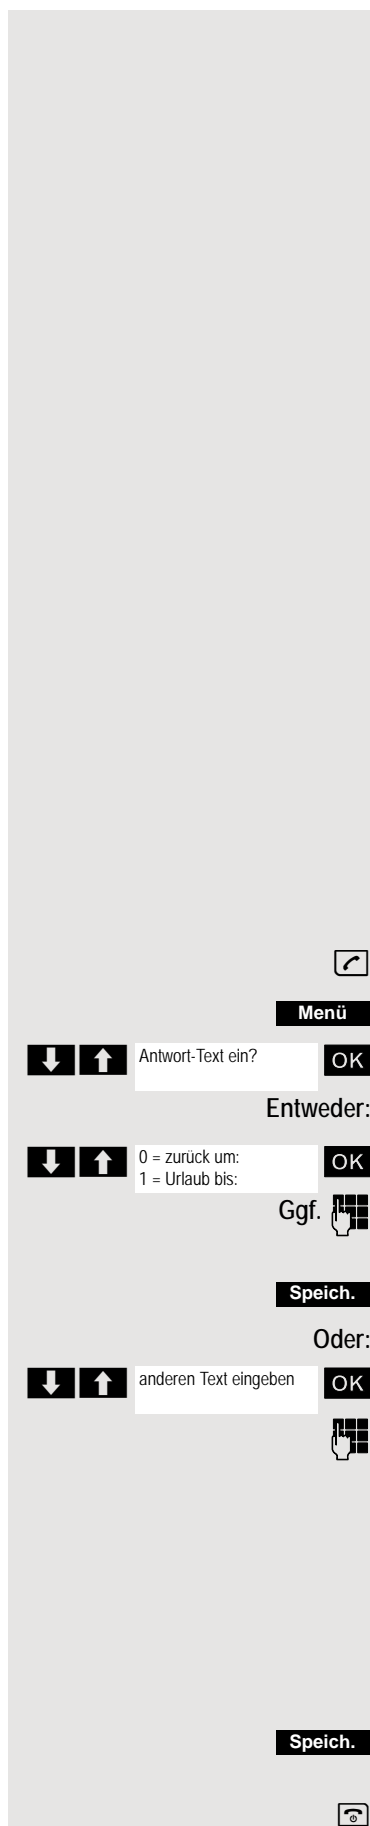 Menü
Antwort-Text ein? OK
Entweder:
0 = zurück um: OK
1 = Urlaub bis:
Ggf.
Speich.
Oder:
anderen Text eingeben OK
Speich.